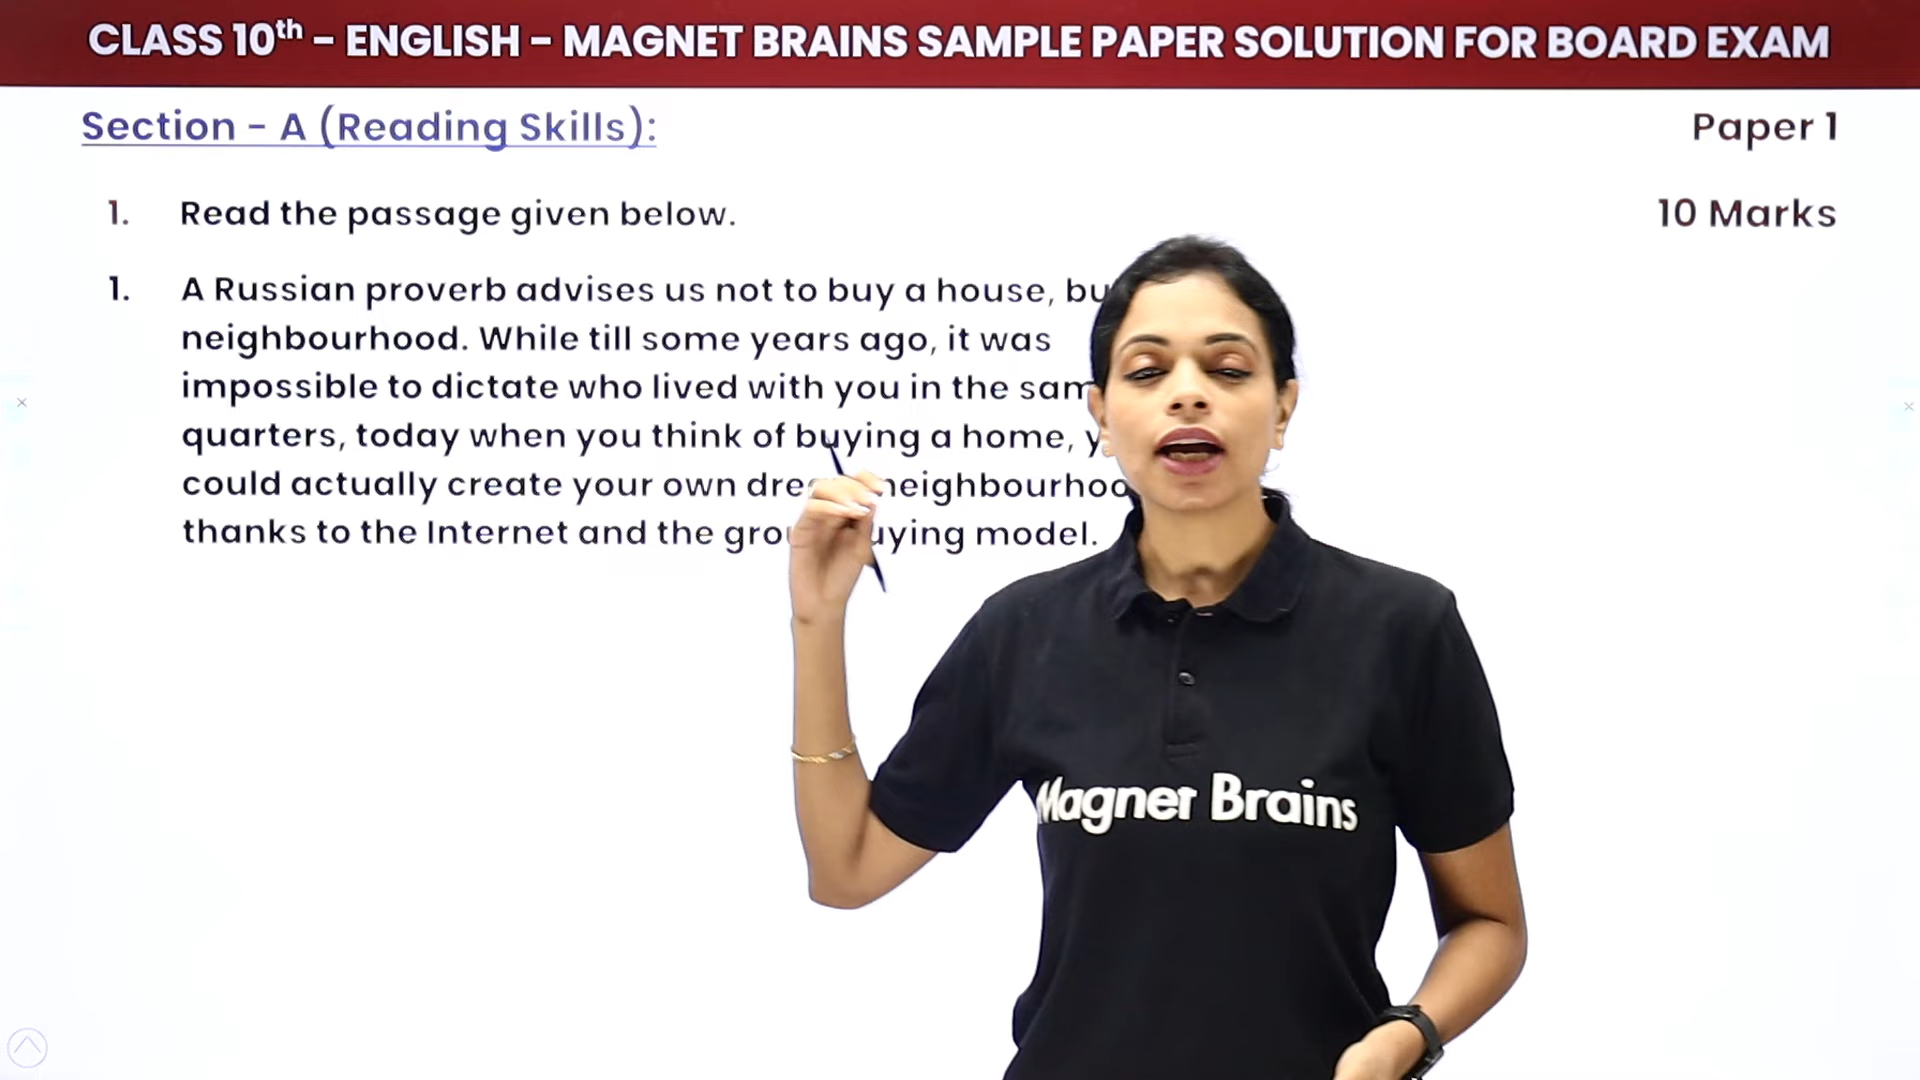 CLASS 10th - ENGLISH - MAGNET BRAINS SAMPLE PAPER SOLUTION FOR BOARD EXAM
Section - A (Reading Skills): Paper 1
1. Read the passage given below. 10 Marks
1. A Russian proverb advises us not to buy a house,
neighbourhood. While till some years ago, it was
impossible to dictate who lived with you in the
quarters, today when you think of buying a home,
could actually create your own
thanks to the Internet and the model.
Magnet Brains